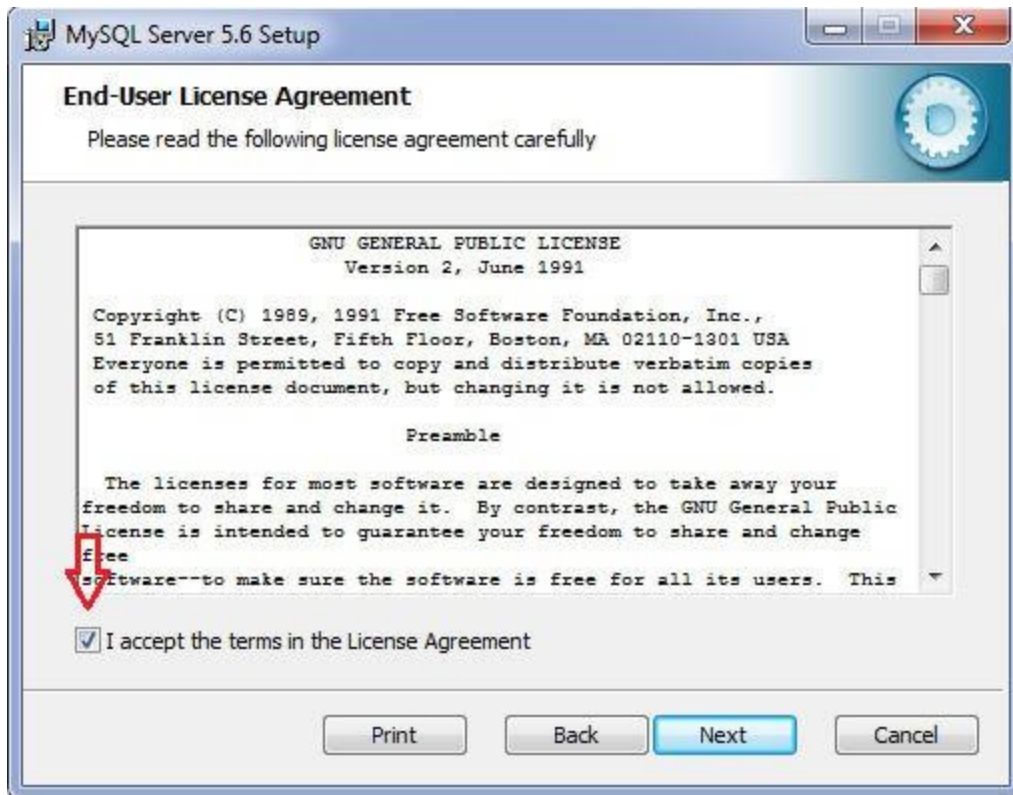 MySQL Server 5.6 Setup
End-User License Agreement
Please read the following license agreement carefully
GNU GENERAL PUBLIC LICENSE
Version 2, June 1991
Copyright (C) 1989, 1991 Free Software Foundation, Inc.,
51 Franklin Street, Fifth Floor, Boston, MA 02110-1301 USA
Everyone is permitted to copy and distribute verbatim copies
of this license document, but changing it is not allowed.
Preamble
The licenses for most software are designed to take away your
freedom to share and change it. By contrast, the GNU General Public
License is intended to guarantee your freedom to share and change
free
software--to make sure the software is free for all its users. This
I accept the terms in the License Agreement
Print Back Next Cancel